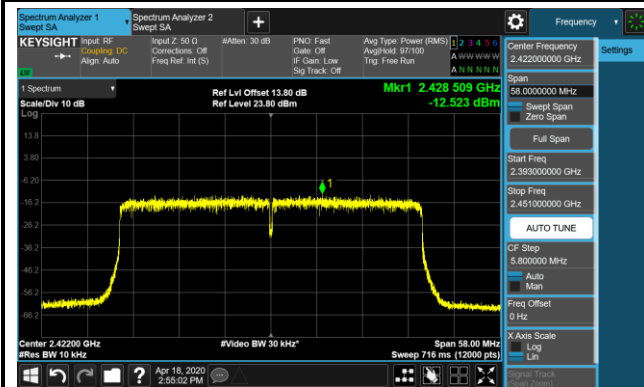 Spectrum Analyzer 1
Swept SA
Spectrum Analyzer 2
Swept SA
+
Frequency
KEYSIGHT
Input: RF
Coupling: DC
Align: Auto
Input Z: 50 Ω
Corrections: Off
Freq Ref: Int (S)
#Atten: 30 dB
PNO: Fast
Gate: Off
IF Gain: Low
Sig Track: Off
Avg Type: Power (RMS)
Avg|Hold: 97/100
Trig: Free Run
1 2 3 4 5 6
A W W W W W
A N N N N N
LXI
1 Spectrum
Scale/Div 10 dB
Log
Ref Lvl Offset 13.80 dB
Ref Level 23.80 dBm
Mkr1 2.428 509 GHz
-12.523 dBm
13.8
3.80
-6.20
-16.2
-26.2
-36.2
-46.2
-56.2
-66.2
1
Center 2.42200 GHz
#Res BW 10 kHz
#Video BW 30 kHz*
Span 58.00 MHz
Sweep 716 ms (12000 pts)
Center Frequency
2.422000000 GHz
Settings
Span
58.0000000 MHz
Swept Span
Zero Span
Full Span
Start Freq
2.393000000 GHz
Stop Freq
2.451000000 GHz
AUTO TUNE
CF Step
5.800000 MHz
Auto
Man
Freq Offset
0 Hz
X Axis Scale
Log
Lin
Signal Track
(Span Zoom)
?
Apr 18, 2020
2:55:02 PM